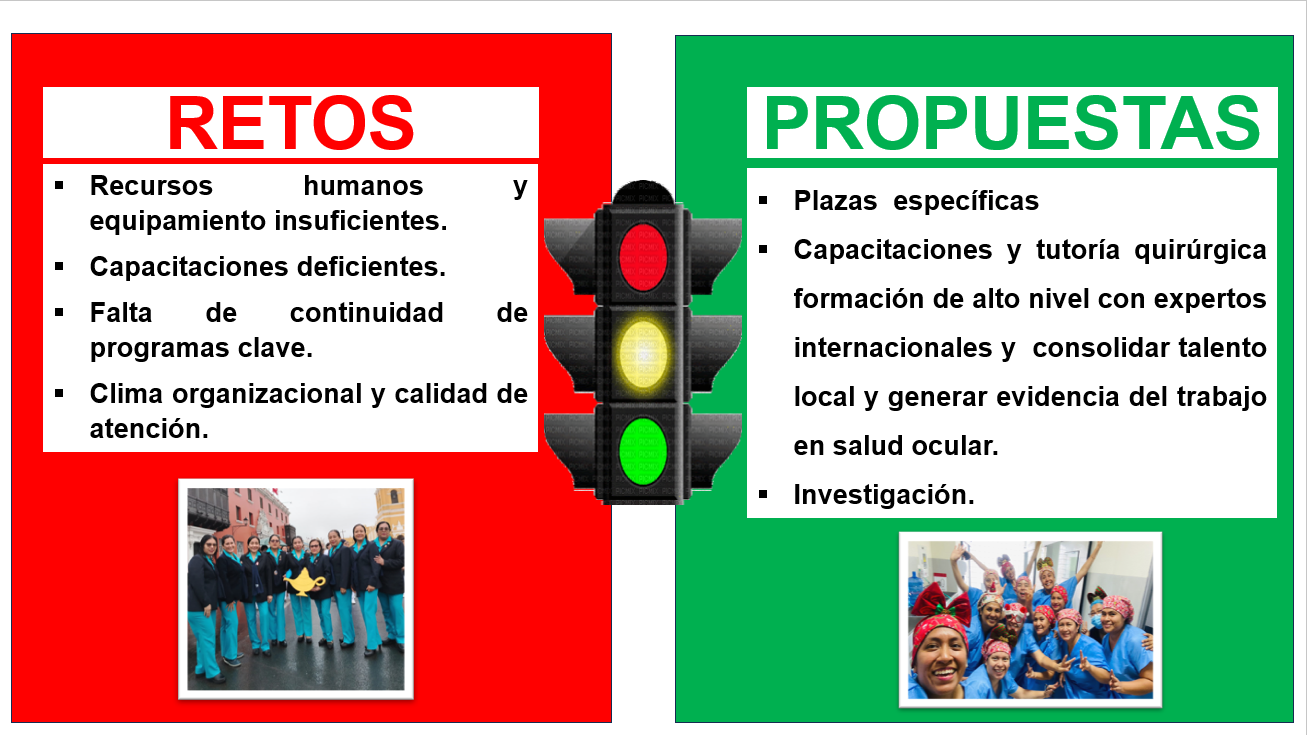 RETOS
▪ Recursos humanos y
equipamiento insuficientes.
▪ Capacitaciones deficientes.
▪ Falta de continuidad de
programas clave.
▪ Clima organizacional y calidad de
atención.
PROPUESTAS
▪ Plazas específicas
▪ Capacitaciones y tutoría quirúrgica
formación de alto nivel con expertos
internacionales y consolidar talento
local y generar evidencia del trabajo
en salud ocular.
▪ Investigación.